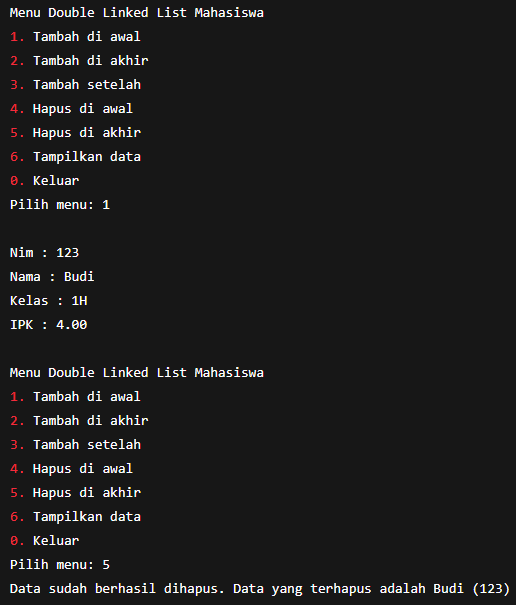 Menu Double Linked List Mahasiswa
1. Tambah di awal
2. Tambah di akhir
3. Tambah setelah
4. Hapus di awal
5. Hapus di akhir
6. Tampilkan data
0. Keluar
Pilih menu: 1
Nim : 123
Nama : Budi
Kelas : 1H
IPK : 4.00
Menu Double Linked List Mahasiswa
1. Tambah di awal
2. Tambah di akhir
3. Tambah setelah
4. Hapus di awal
5. Hapus di akhir
6. Tampilkan data
0. Keluar
Pilih menu: 5
Data sudah berhasil dihapus. Data yang terhapus adalah Budi (123)